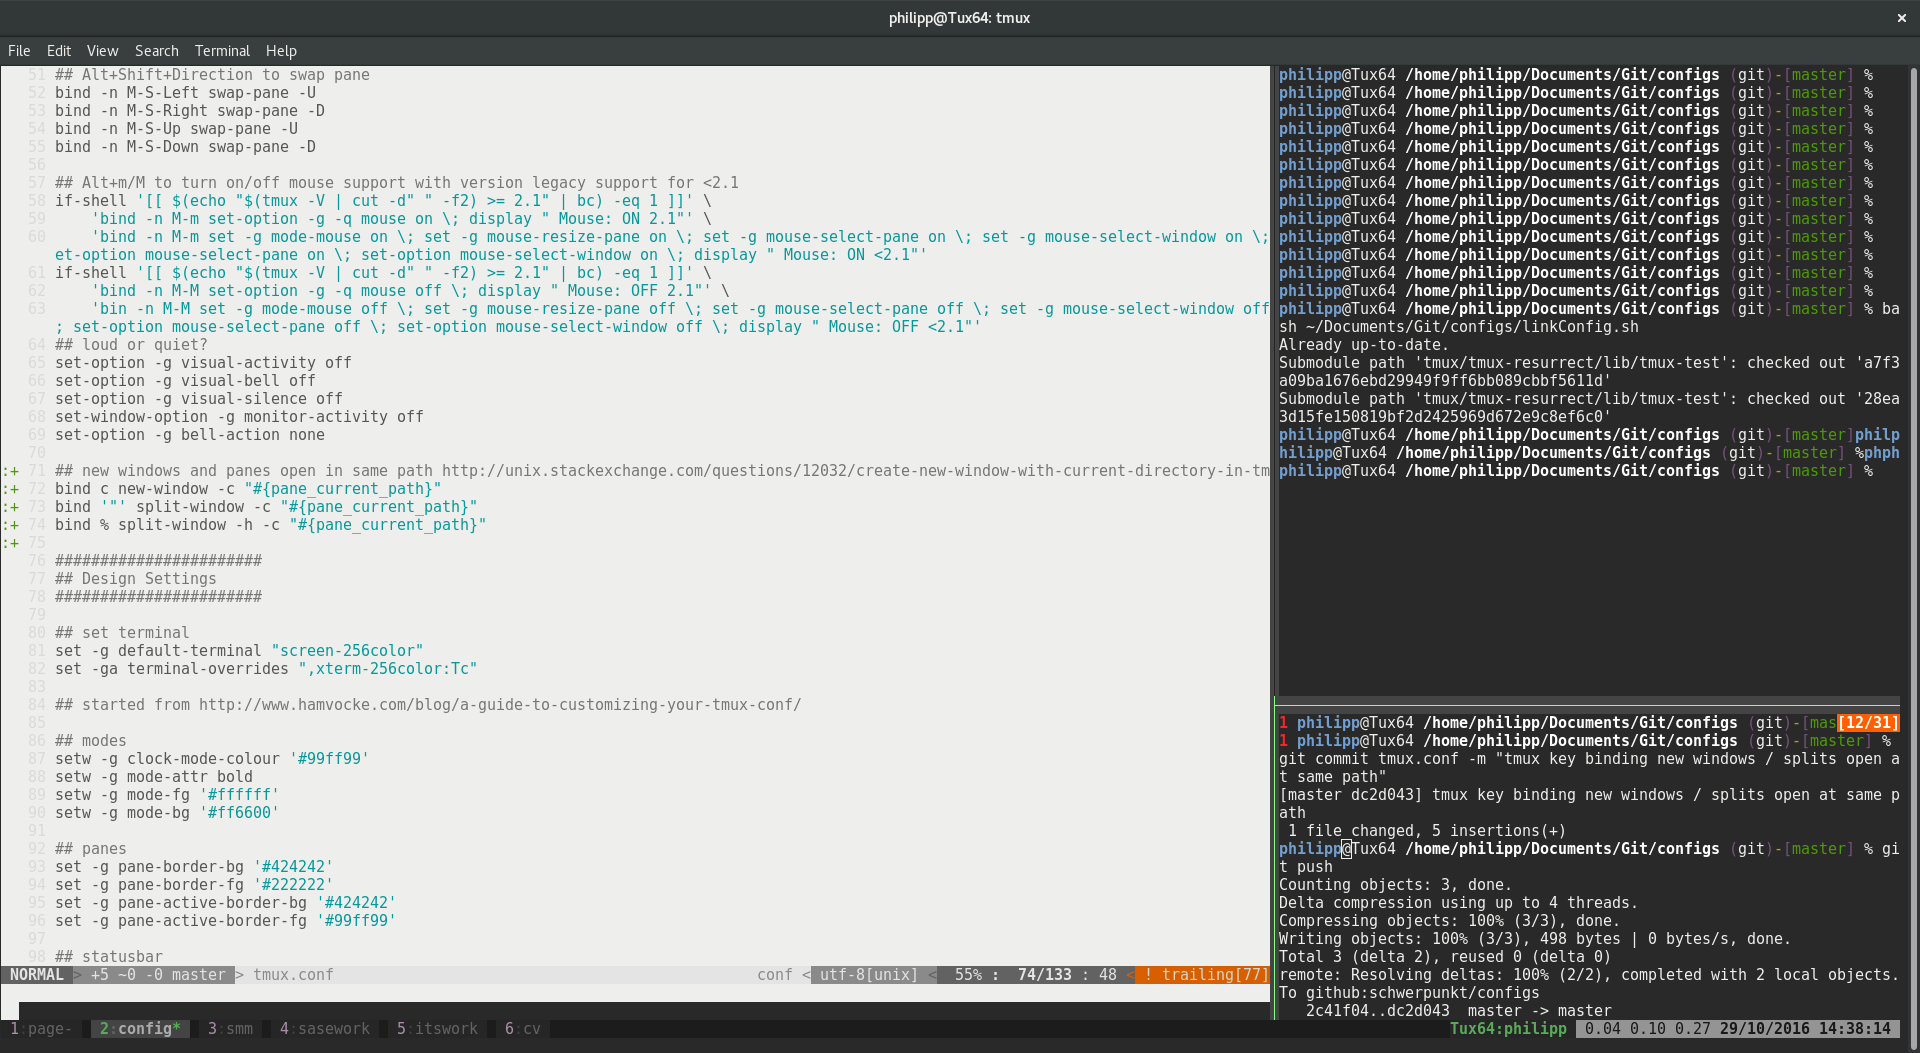 philipp@Tux64: tmux ×
File Edit View Search Terminal Help
51 ## Alt+Shift+Direction to swap pane
52 bind -n M-S-Left swap-pane -U
53 bind -n M-S-Right swap-pane -D
54 bind -n M-S-Up swap-pane -U
55 bind -n M-S-Down swap-pane -D
56
57 ## Alt+m/M to turn on/off mouse support with version legacy support for <2.1
58 if-shell '[[ $(echo "$(tmux -V | cut -d" " -f2) >= 2.1" | bc) -eq 1 ]]' \
59     'bind -n M-m set-option -g -q mouse on \; display " Mouse: ON 2.1"' \
60     'bind -n M-m set -g mode-mouse on \; set -g mouse-resize-pane on \; set -g mouse-select-pane on \; set -g mouse-select-window on \;
et-option mouse-select-pane on \; set-option mouse-select-window on \; display " Mouse: ON <2.1"'
61 if-shell '[[ $(echo "$(tmux -V | cut -d" " -f2) >= 2.1" | bc) -eq 1 ]]' \
62     'bind -n M-M set-option -g -q mouse off \; display " Mouse: OFF 2.1"' \
63     'bin -n M-M set -g mode-mouse off \; set -g mouse-resize-pane off \; set -g mouse-select-pane off \; set -g mouse-select-window off
; set-option mouse-select-pane off \; set-option mouse-select-window off \; display " Mouse: OFF <2.1"'
64 ## loud or quiet?
65 set-option -g visual-activity off
66 set-option -g visual-bell off
67 set-option -g visual-silence off
68 set-window-option -g monitor-activity off
69 set-option -g bell-action none
70
:+ 71 ## new windows and panes open in same path http://unix.stackexchange.com/questions/12032/create-new-window-with-current-directory-in-tm
:+ 72 bind c new-window -c "#{pane_current_path}"
:+ 73 bind '"' split-window -c "#{pane_current_path}"
:+ 74 bind % split-window -h -c "#{pane_current_path}"
:+ 75
76 #######################
77 ## Design Settings
78 #######################
79
80 ## set terminal
81 set -g default-terminal "screen-256color"
82 set -ga terminal-overrides ",xterm-256color:Tc"
83
84 ## started from http://www.hamvocke.com/blog/a-guide-to-customizing-your-tmux-conf/
85
86 ## modes
87 setw -g clock-mode-colour '#99ff99'
88 setw -g mode-attr bold
89 setw -g mode-fg '#ffffff'
90 setw -g mode-bg '#ff6600'
91
92 ## panes
93 set -g pane-border-bg '#424242'
94 set -g pane-border-fg '#222222'
95 set -g pane-active-border-bg '#424242'
96 set -g pane-active-border-fg '#99ff99'
97
98 ## statusbar
NORMAL > +5 ~0 -0 master > tmux.conf conf < utf-8[unix] < 55% : 74/133 : 48 < ! trailing[77]
philipp@Tux64 /home/philipp/Documents/Git/configs (git)-[master] %
philipp@Tux64 /home/philipp/Documents/Git/configs (git)-[master] %
philipp@Tux64 /home/philipp/Documents/Git/configs (git)-[master] %
philipp@Tux64 /home/philipp/Documents/Git/configs (git)-[master] %
philipp@Tux64 /home/philipp/Documents/Git/configs (git)-[master] %
philipp@Tux64 /home/philipp/Documents/Git/configs (git)-[master] %
philipp@Tux64 /home/philipp/Documents/Git/configs (git)-[master] %
philipp@Tux64 /home/philipp/Documents/Git/configs (git)-[master] %
philipp@Tux64 /home/philipp/Documents/Git/configs (git)-[master] %
philipp@Tux64 /home/philipp/Documents/Git/configs (git)-[master] %
philipp@Tux64 /home/philipp/Documents/Git/configs (git)-[master] %
philipp@Tux64 /home/philipp/Documents/Git/configs (git)-[master] %
philipp@Tux64 /home/philipp/Documents/Git/configs (git)-[master] %
philipp@Tux64 /home/philipp/Documents/Git/configs (git)-[master] % ba
sh ~/Documents/Git/configs/linkConfig.sh
Already up-to-date.
Submodule path 'tmux/tmux-resurrect/lib/tmux-test': checked out 'a7f3
a09ba1676ebd29949f9ff6bb089cbbf5611d'
Submodule path 'tmux/tmux-resurrect/lib/tmux-test': checked out '28ea
3d15fe150819bf2d2425969d672e9c8ef6c0'
philipp@Tux64 /home/philipp/Documents/Git/configs (git)-[master]philp
hilipp@Tux64 /home/philipp/Documents/Git/configs (git)-[master] %phph
philipp@Tux64 /home/philipp/Documents/Git/configs (git)-[master] %
1 philipp@Tux64 /home/philipp/Documents/Git/configs (git)-[mas[12/31]
1 philipp@Tux64 /home/philipp/Documents/Git/configs (git)-[master] %
git commit tmux.conf -m "tmux key binding new windows / splits open a
t same path"
[master dc2d043] tmux key binding new windows / splits open at same p
ath
 1 file changed, 5 insertions(+)
philipp@Tux64 /home/philipp/Documents/Git/configs (git)-[master] % gi
t push
Counting objects: 3, done.
Delta compression using up to 4 threads.
Compressing objects: 100% (3/3), done.
Writing objects: 100% (3/3), 498 bytes | 0 bytes/s, done.
Total 3 (delta 2), reused 0 (delta 0)
remote: Resolving deltas: 100% (2/2), completed with 2 local objects.
To github:schwerpunkt/configs
   2c41f04..dc2d043  master -> master
1:page- 2:config* 3:smm 4:sasework 5:itswork 6:cv Tux64:philipp 0.04 0.10 0.27 29/10/2016 14:38:14